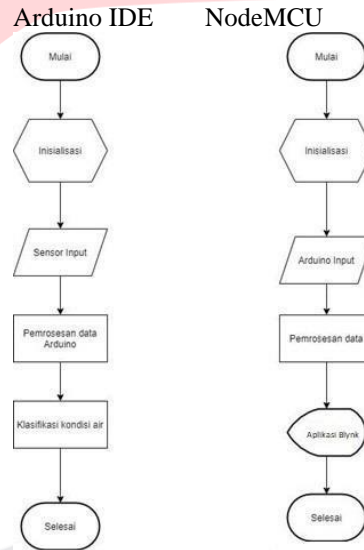 Arduino IDE
Mulai
Inisialisasi
Sensor Input
Pemrosesan data
Arduino
Klasifikasi kondisi air
Selesai
NodeMCU
Mulai
Inisialisasi
Arduino Input
Pemrosesan data
Aplikasi Blynk
Selesai